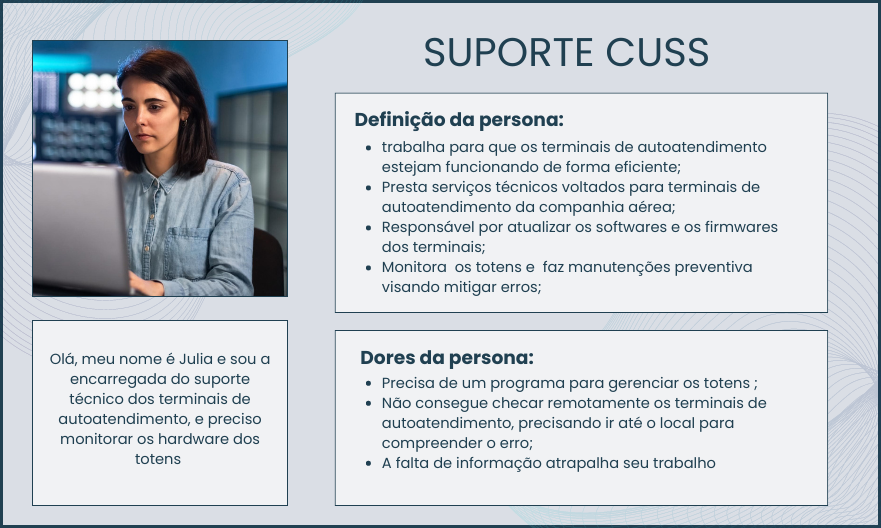 SUPORTE CUSS
Definição da persona:
• trabalha para que os terminais de autoatendimento
estejam funcionando de forma eficiente;
• Presta serviços técnicos voltados para terminais de
autoatendimento da companhia aérea;
• Responsável por atualizar os softwares e os firmwares
dos terminais;
• Monitora os totens e faz manutenções preventiva
visando mitigar erros;
Olá, meu nome é Julia e sou a
encarregada do suporte
técnico dos terminais de
autoatendimento, e preciso
monitorar os hardware dos
totens
Dores da persona:
• Precisa de um programa para gerenciar os totens ;
• Não consegue checar remotamente os terminais de
autoatendimento, precisando ir até o local para
compreender o erro;
• A falta de informação atrapalha seu trabalho